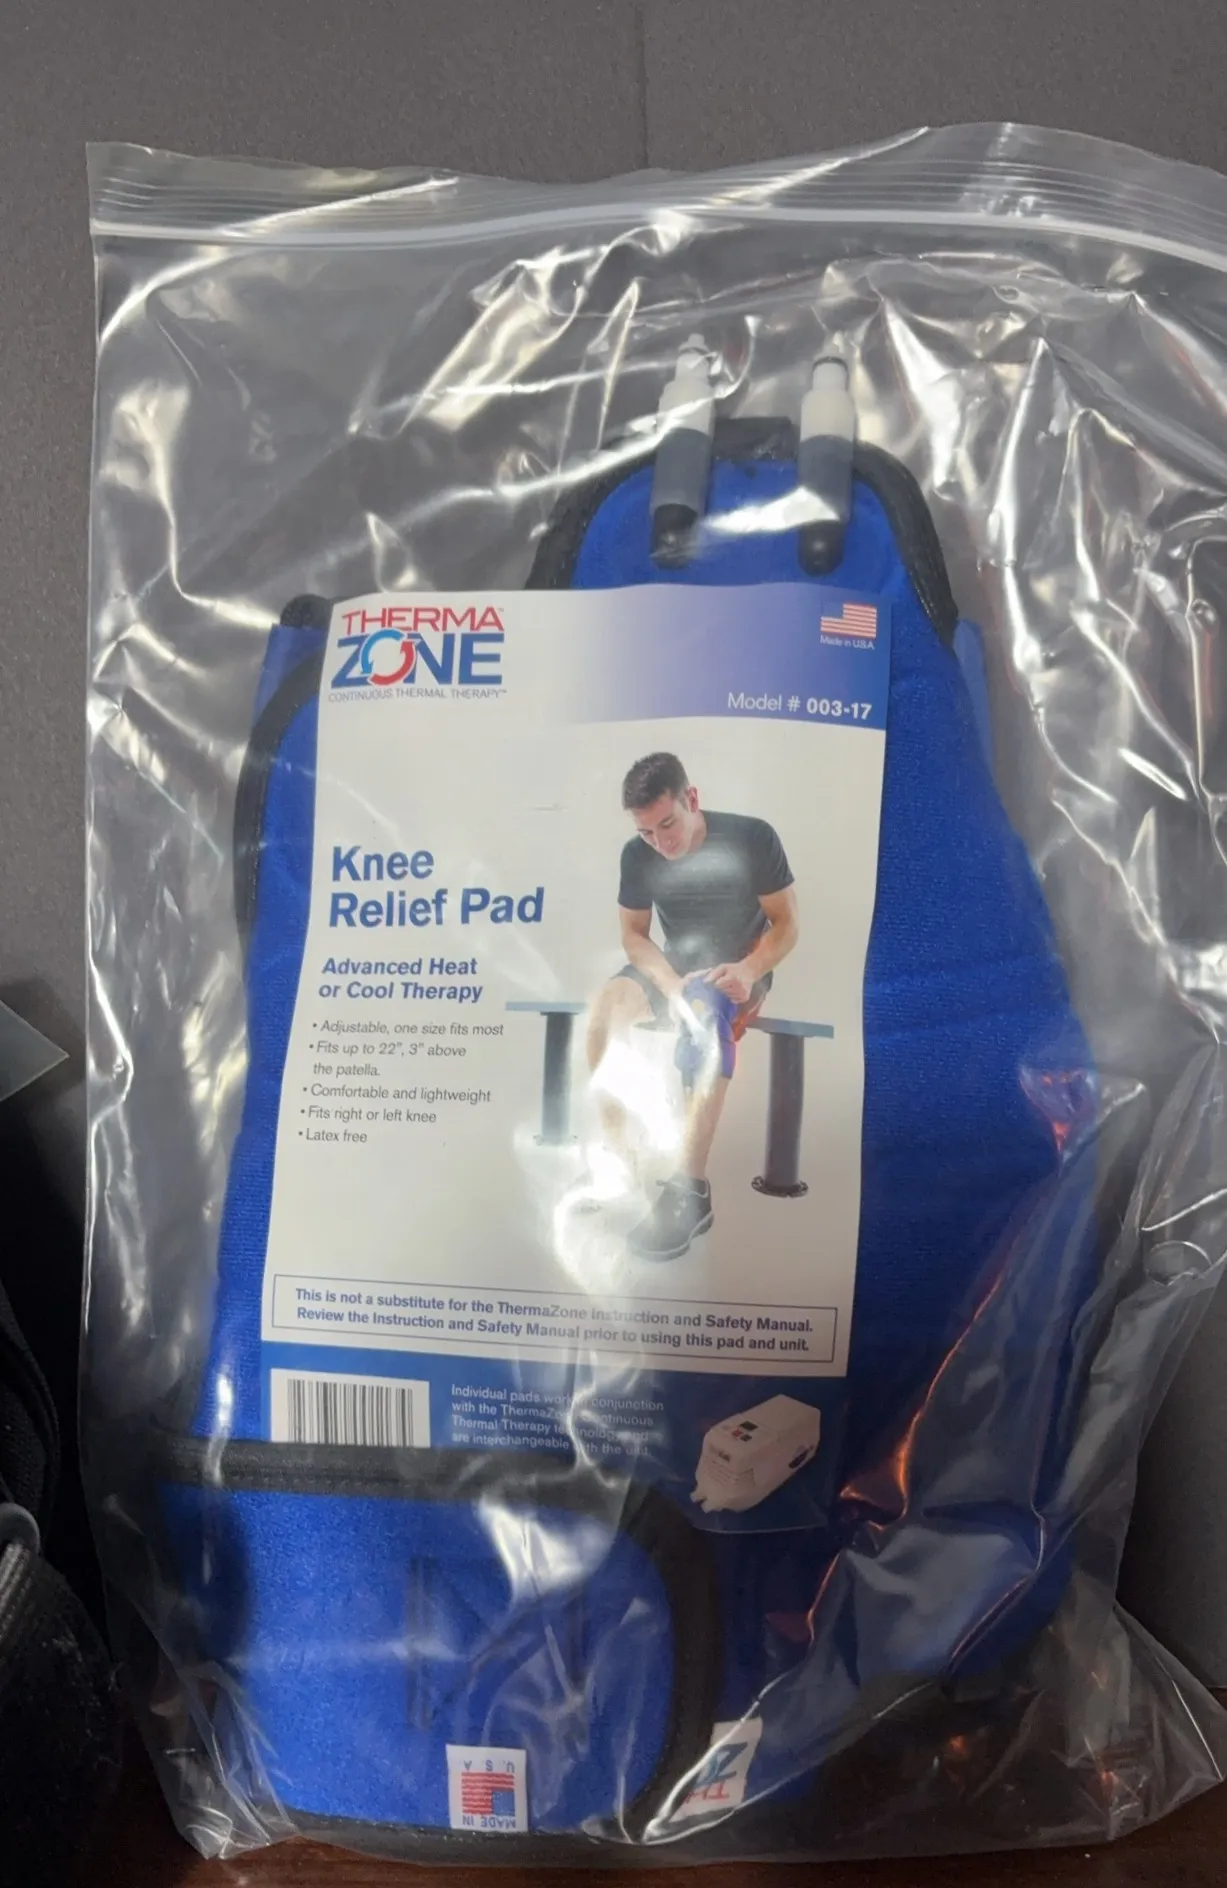 THERMA™
ZONE
CONTINUOUS THERMAL THERAPY™
Made in U.S.A.
Model # 003-17
Knee
Relief Pad
Advanced Heat
or Cool Therapy
• Adjustable, one size fits most
• Fits up to 22", 3" above
the patella.
• Comfortable and lightweight
• Fits right or left knee
• Latex free
This is not a substitute for the ThermaZone Instruction and Safety Manual.
Review the Instruction and Safety Manual prior to using this pad and unit.
Individual pads work in conjunction
with the ThermaZone Continuous
Thermal Therapy technology and
are interchangeable with the unit.
MADE IN
U.S.A
TH
ZO